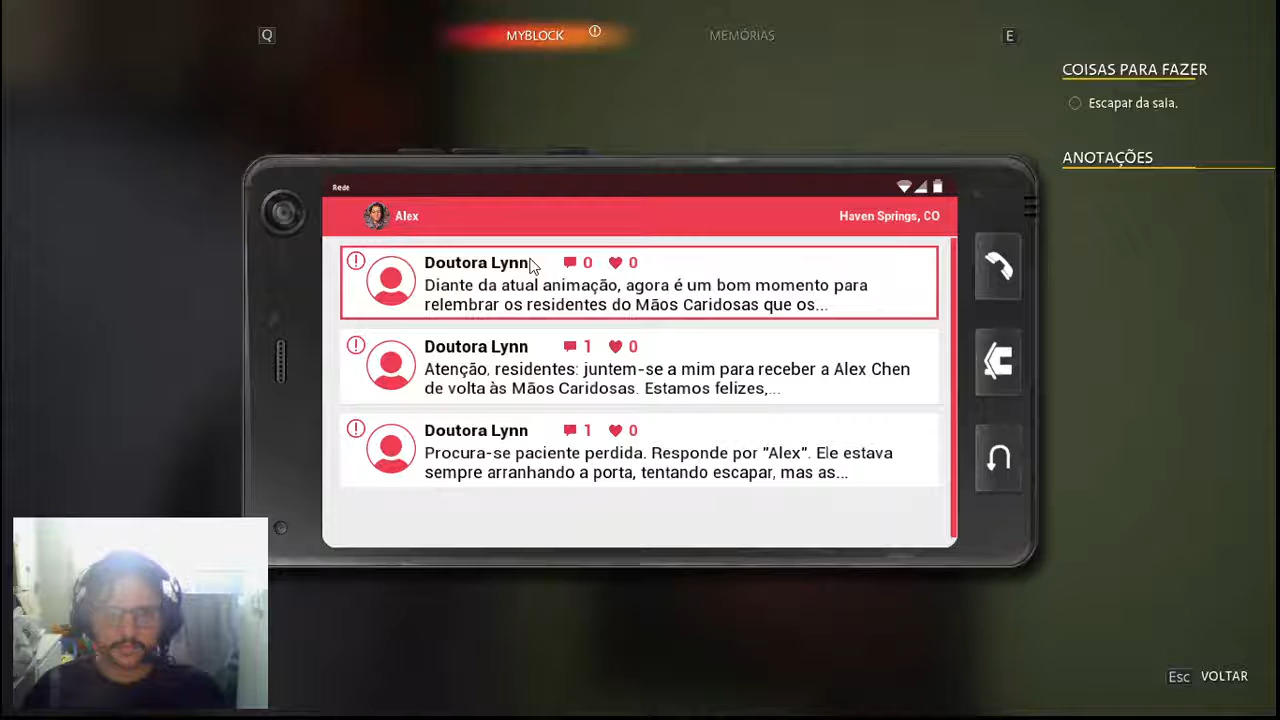 Q
MYBLOCK
MEMÓRIAS
E
COISAS PARA FAZER
Escapar da sala.
ANOTAÇÕES
Rede
Alex
Haven Springs, CO
Doutora Lynn 0 0
Diante da atual animação, agora é um bom momento para
relembrar os residentes do Mãos Caridosas que os...
Doutora Lynn 1 0
Atenção, residentes: juntem-se a mim para receber a Alex Chen
de volta às Mãos Caridosas. Estamos felizes,...
Doutora Lynn 1 0
Procura-se paciente perdida. Responde por "Alex". Ele estava
sempre arranhando a porta, tentando escapar, mas as...
Esc VOLTAR